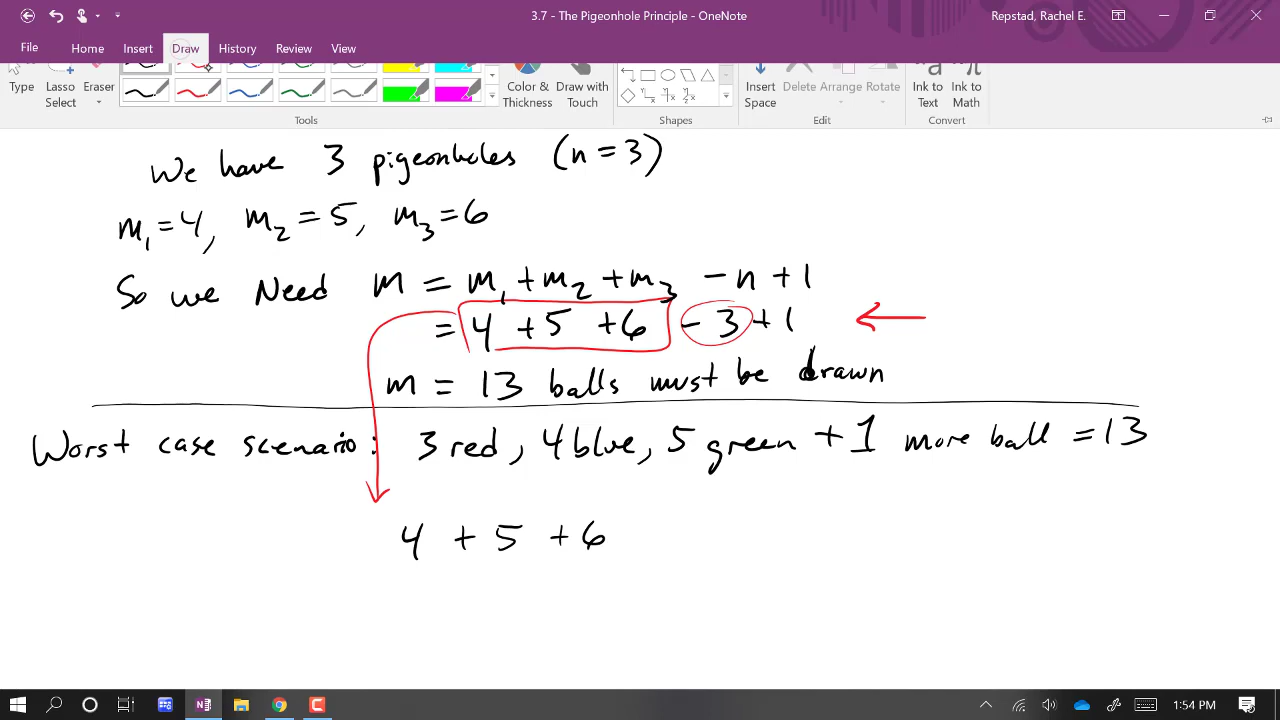 3.7 - The Pigeonhole Principle - OneNote
Repstad, Rachel E.
File Home Insert Draw History Review View
Type Lasso Select Eraser Color & Thickness Draw with Touch Insert Space Delete Arrange Rotate Ink to Text Ink to Math
Tools Shapes Edit Convert
We have 3 pigeonholes (n = 3)
m₁ = 4, m₂ = 5, m₃ = 6
So we Need m = m₁ + m₂ + m₃ - n + 1
= 4 + 5 + 6 - 3 + 1
m = 13 balls must be drawn
Worst case scenario: 3 red, 4 blue, 5 green + 1 more ball = 13
4 + 5 + 6
1:54 PM